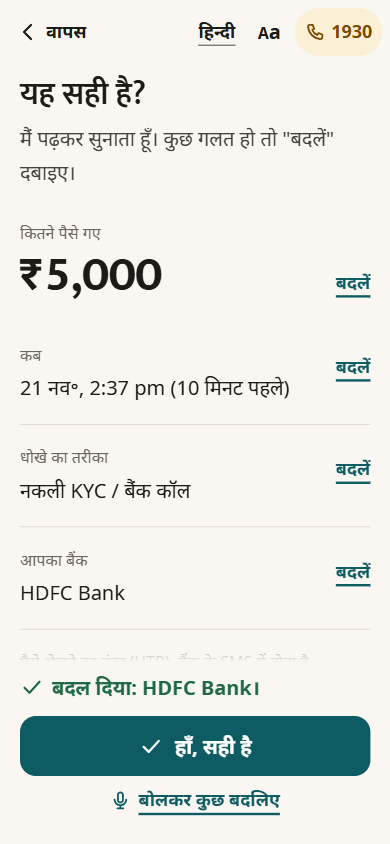 वापस
हिन्दी
Aa
1930
यह सही है?
मैं पढ़कर सुनाता हूँ। कुछ गलत हो तो "बदलें"
दबाइए।
कितने पैसे गए
₹5,000
बदलें
कब
21 नव॰, 2:37 pm (10 मिनट पहले)
बदलें
धोखे का तरीका
नकली KYC / बैंक कॉल
बदलें
आपका बैंक
HDFC Bank
बदलें
बदल दिया: HDFC Bank।
हाँ, सही है
बोलकर कुछ बदलिए